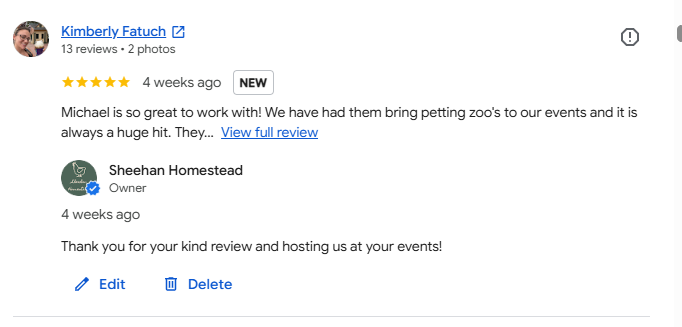 Kimberly Fatuch
13 reviews • 2 photos
★★★★★ 4 weeks ago NEW
Michael is so great to work with! We have had them bring petting zoo's to our events and it is
always a huge hit. They... View full review
Sheehan Homestead
Owner
4 weeks ago
Thank you for your kind review and hosting us at your events!
Edit Delete